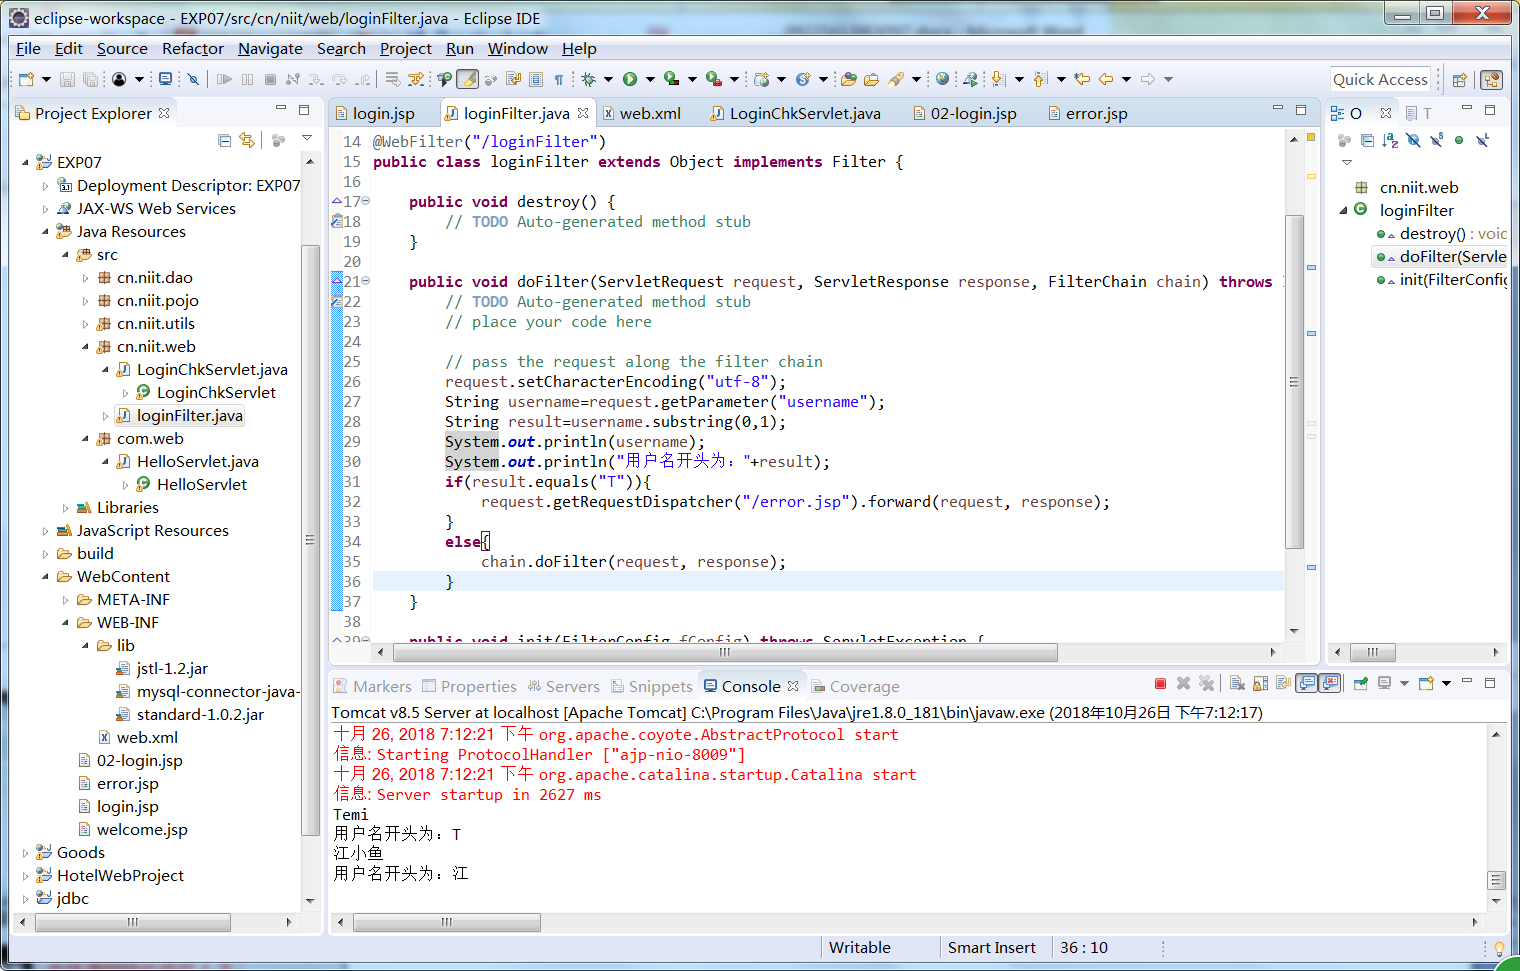 eclipse-workspace - EXP07/src/cn/niit/web/loginFilter.java - Eclipse IDE
File Edit Source Refactor Navigate Search Project Run Window Help
Quick Access
Project Explorer
EXP07
Deployment Descriptor: EXP07
JAX-WS Web Services
Java Resources
src
cn.niit.dao
cn.niit.pojo
cn.niit.utils
cn.niit.web
LoginChkServlet.java
LoginChkServlet
loginFilter.java
com.web
HelloServlet.java
HelloServlet
Libraries
JavaScript Resources
build
WebContent
META-INF
WEB-INF
lib
jstl-1.2.jar
mysql-connector-java-
standard-1.0.2.jar
web.xml
02-login.jsp
error.jsp
login.jsp
welcome.jsp
Goods
HotelWebProject
jdbc
login.jsp loginFilter.java web.xml LoginChkServlet.java 02-login.jsp error.jsp
14 @WebFilter("/loginFilter")
15 public class loginFilter extends Object implements Filter {
16
17 public void destroy() {
18 // TODO Auto-generated method stub
19 }
20
21 public void doFilter(ServletRequest request, ServletResponse response, FilterChain chain) throws
22 // TODO Auto-generated method stub
23 // place your code here
24
25 // pass the request along the filter chain
26 request.setCharacterEncoding("utf-8");
27 String username=request.getParameter("username");
28 String result=username.substring(0,1);
29 System.out.println(username);
30 System.out.println("用户名开头为："+result);
31 if(result.equals("T")){
32 request.getRequestDispatcher("/error.jsp").forward(request, response);
33 }
34 else{
35 chain.doFilter(request, response);
36 }
37 }
38
39 public void init(FilterConfig fConfig) throws ServletException {
O T
cn.niit.web
loginFilter
destroy() : void
doFilter(Servle
init(FilterConfig
Markers Properties Servers Snippets Console Coverage
Tomcat v8.5 Server at localhost [Apache Tomcat] C:\Program Files\Java\jre1.8.0_181\bin\javaw.exe (2018年10月26日 下午7:12:17)
十月 26, 2018 7:12:21 下午 org.apache.coyote.AbstractProtocol start
信息: Starting ProtocolHandler ["ajp-nio-8009"]
十月 26, 2018 7:12:21 下午 org.apache.catalina.startup.Catalina start
信息: Server startup in 2627 ms
Temi
用户名开头为：T
江小鱼
用户名开头为：江
Writable Smart Insert 36 : 10